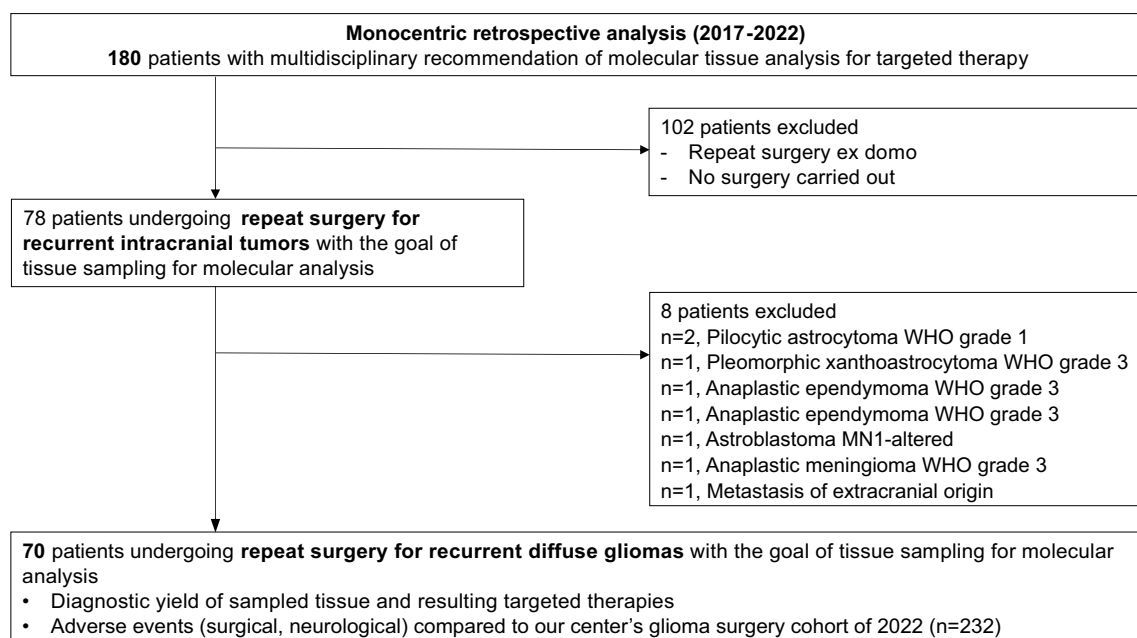 Monocentric retrospective analysis (2017-2022)
180 patients with multidisciplinary recommendation of molecular tissue analysis for targeted therapy
102 patients excluded
- Repeat surgery ex domo
- No surgery carried out
78 patients undergoing repeat surgery for
recurrent intracranial tumors with the goal of
tissue sampling for molecular analysis
8 patients excluded
n=2, Pilocytic astrocytoma WHO grade 1
n=1, Pleomorphic xanthoastrocytoma WHO grade 3
n=1, Anaplastic ependymoma WHO grade 3
n=1, Anaplastic ependymoma WHO grade 3
n=1, Astroblastoma MN1-altered
n=1, Anaplastic meningioma WHO grade 3
n=1, Metastasis of extracranial origin
70 patients undergoing repeat surgery for recurrent diffuse gliomas with the goal of tissue sampling for molecular
analysis
• Diagnostic yield of sampled tissue and resulting targeted therapies
• Adverse events (surgical, neurological) compared to our center's glioma surgery cohort of 2022 (n=232)